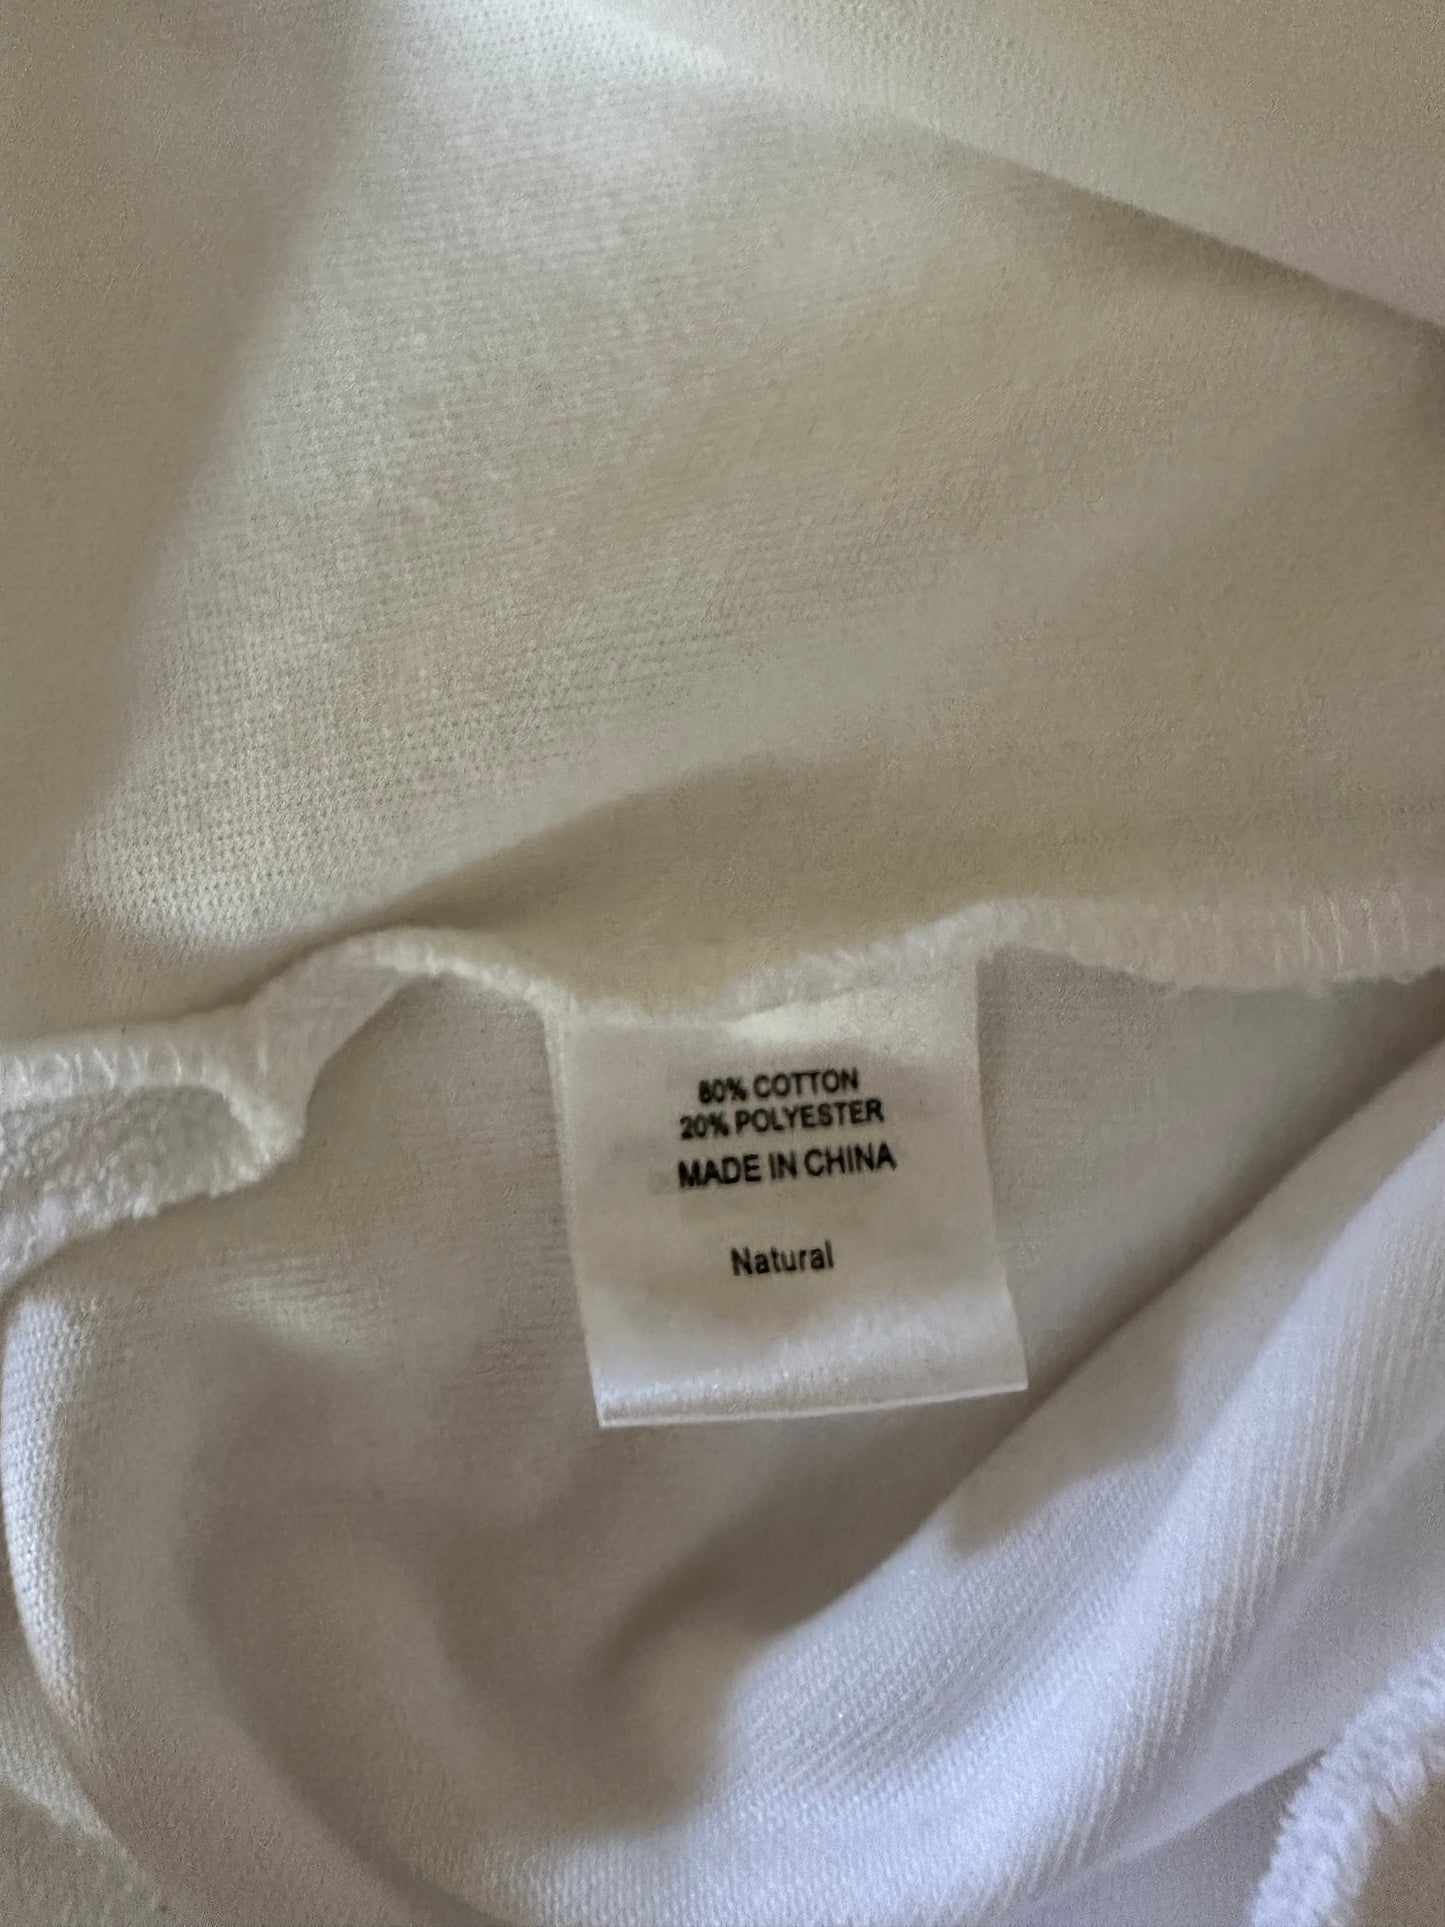 80% COTTON
20% POLYESTER
MADE IN CHINA
Natural